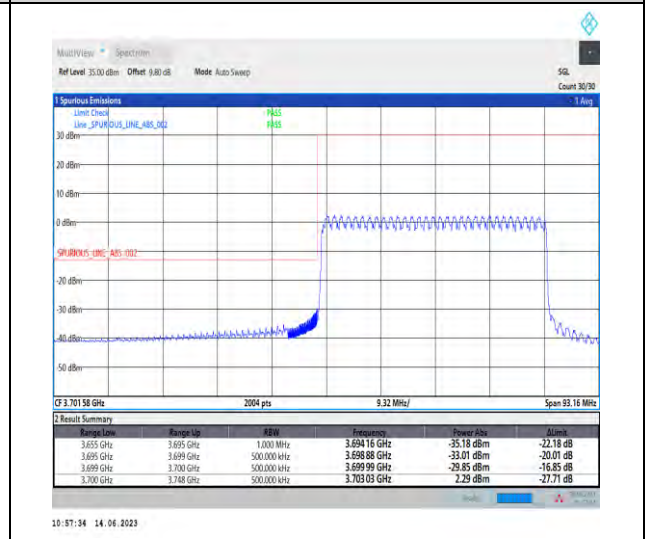 MultiView Spectrum
Ref Level 35.00 dBm Offset 9.80 dB Mode Auto Sweep SGL
Count 30/30
1 Spurious Emissions 1 Avg
Limit Check PASS
Line _SPURIOUS_LINE_ABS_002 PASS
30 dBm
20 dBm
10 dBm
0 dBm
_SPURIOUS_LINE_ABS_002
-20 dBm
-30 dBm
-40 dBm
-50 dBm
CF 3.701 58 GHz 2004 pts 9.32 MHz/ Span 93.16 MHz
2 Result Summary
Range Low Range Up RBW Frequency Power Abs ΔLimit
3.655 GHz 3.695 GHz 1.000 MHz 3.694 16 GHz -35.18 dBm -22.18 dB
3.695 GHz 3.699 GHz 500.000 kHz 3.698 88 GHz -33.01 dBm -20.01 dB
3.699 GHz 3.700 GHz 500.000 kHz 3.699 99 GHz -29.85 dBm -16.85 dB
3.700 GHz 3.748 GHz 500.000 kHz 3.703 03 GHz 2.29 dBm -27.71 dB
10:57:34 14.06.2023